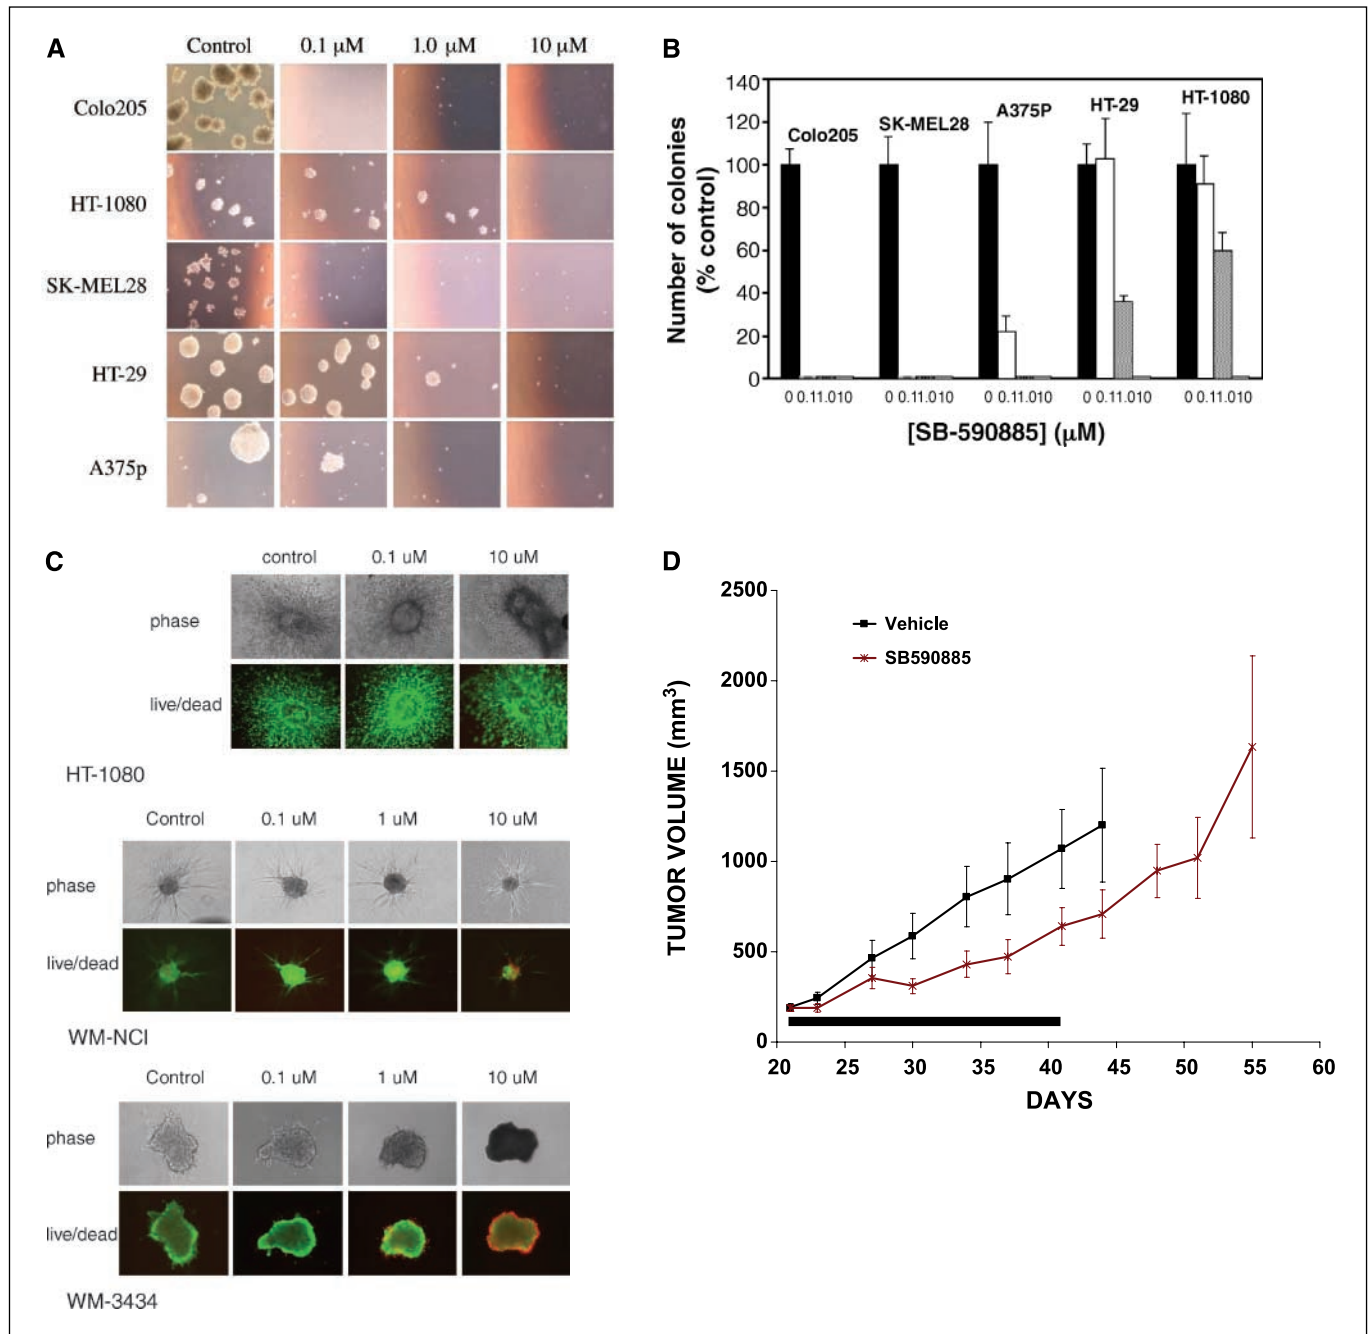 A
Control 0.1 µM 1.0 µM 10 µM
Colo205
HT-1080
SK-MEL28
HT-29
A375p
B
Number of colonies
(% control)
140
120
100
80
60
40
20
0
Colo205
SK-MEL28
A375P
HT-29
HT-1080
0 0.11.010 0 0.11.010 0 0.11.010 0 0.11.010 0 0.11.010
[SB-590885] (µM)
C
control 0.1 uM 10 uM
phase
live/dead
HT-1080
Control 0.1 uM 1 uM 10 uM
phase
live/dead
WM-NCI
Control 0.1 uM 1 uM 10 uM
phase
live/dead
WM-3434
D
TUMOR VOLUME (mm³)
2500
2000
1500
1000
500
0
Vehicle
SB590885
20 25 30 35 40 45 50 55 60
DAYS